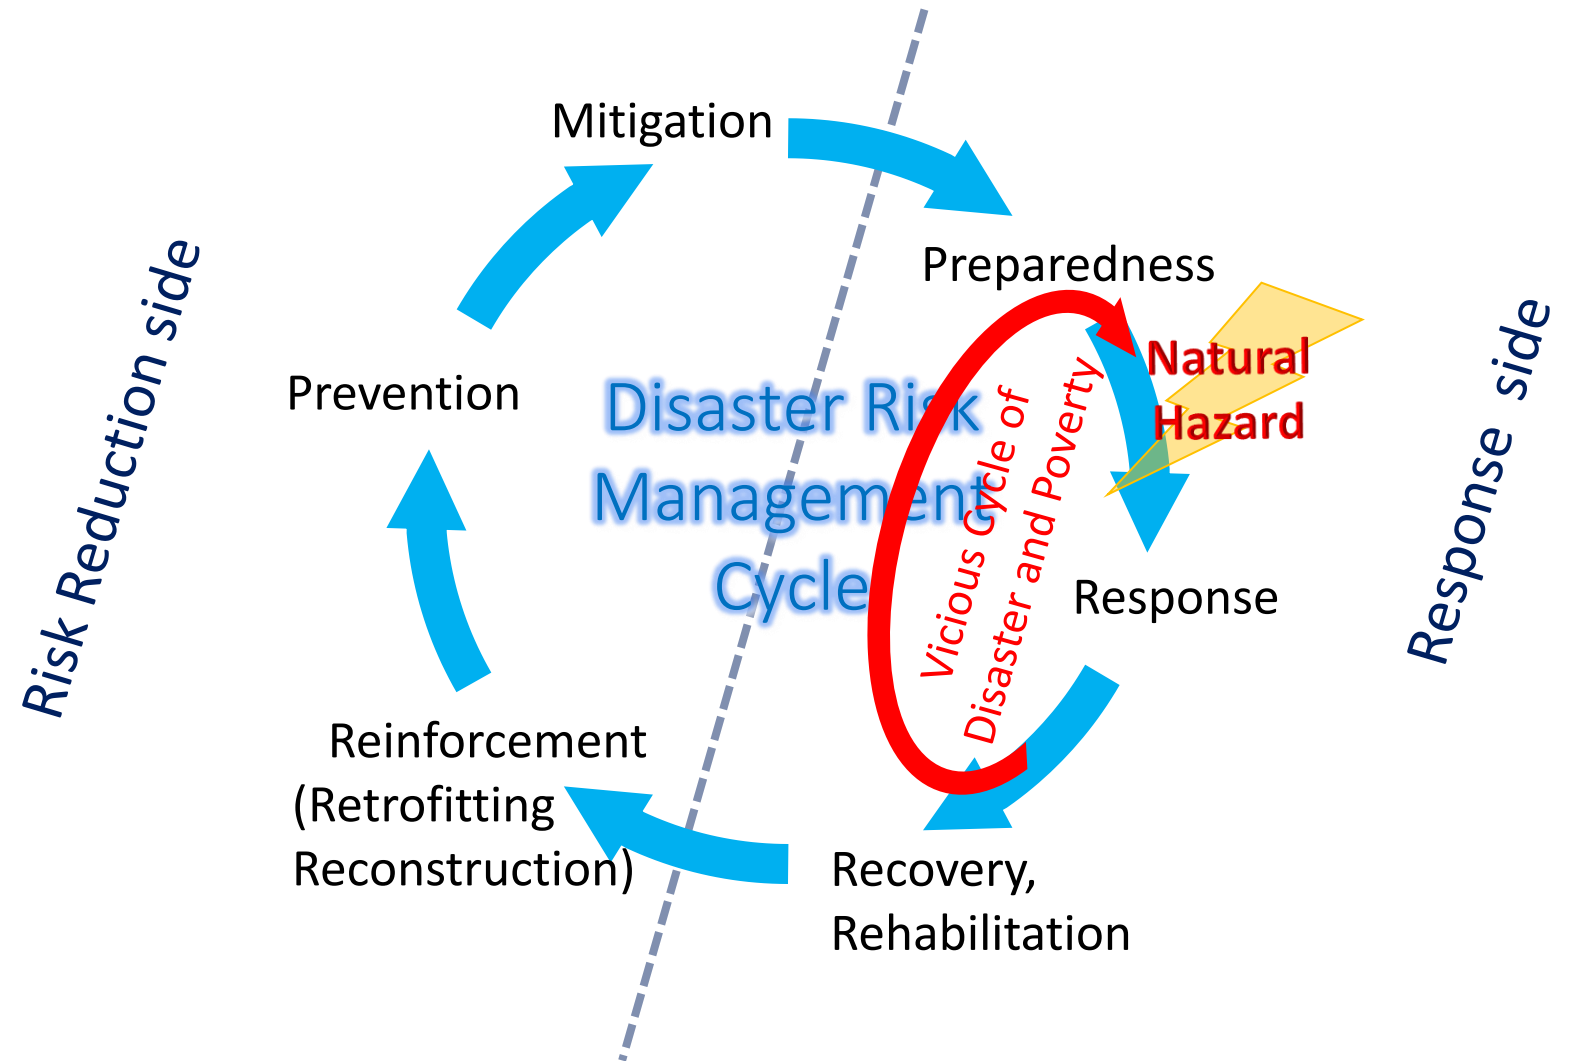 Mitigation
Preparedness
Natural
Hazard
Response
Recovery,
Rehabilitation
Reinforcement
(Retrofitting
Reconstruction)
Prevention
Disaster Risk
Management
Cycle
Vicious Cycle of
Disaster and Poverty
Risk Reduction side
Response side